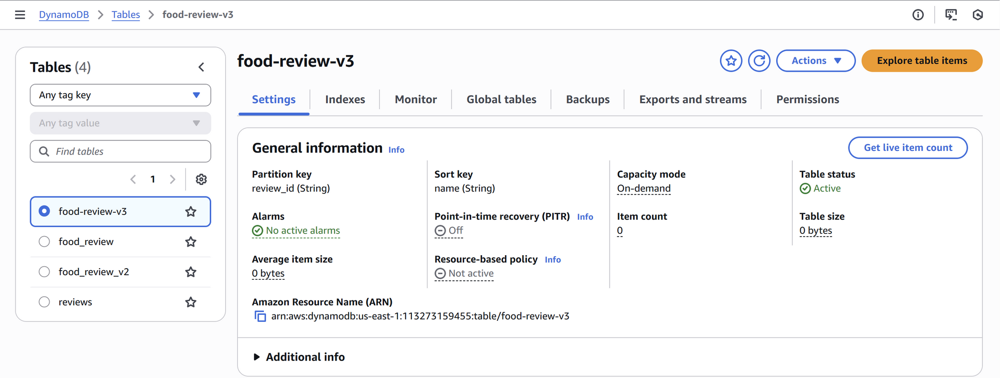 DynamoDB > Tables > food-review-v3
Tables (4)
Any tag key
Any tag value
Find tables
1
food-review-v3
food_review
food_review_v2
reviews
food-review-v3
Actions
Explore table items
Settings
Indexes
Monitor
Global tables
Backups
Exports and streams
Permissions
General information Info
Get live item count
Partition key
review_id (String)
Sort key
name (String)
Capacity mode
On-demand
Table status
Active
Alarms
No active alarms
Point-in-time recovery (PITR) Info
Off
Item count
0
Table size
0 bytes
Average item size
0 bytes
Resource-based policy Info
Not active
Amazon Resource Name (ARN)
arn:aws:dynamodb:us-east-1:113273159455:table/food-review-v3
Additional info